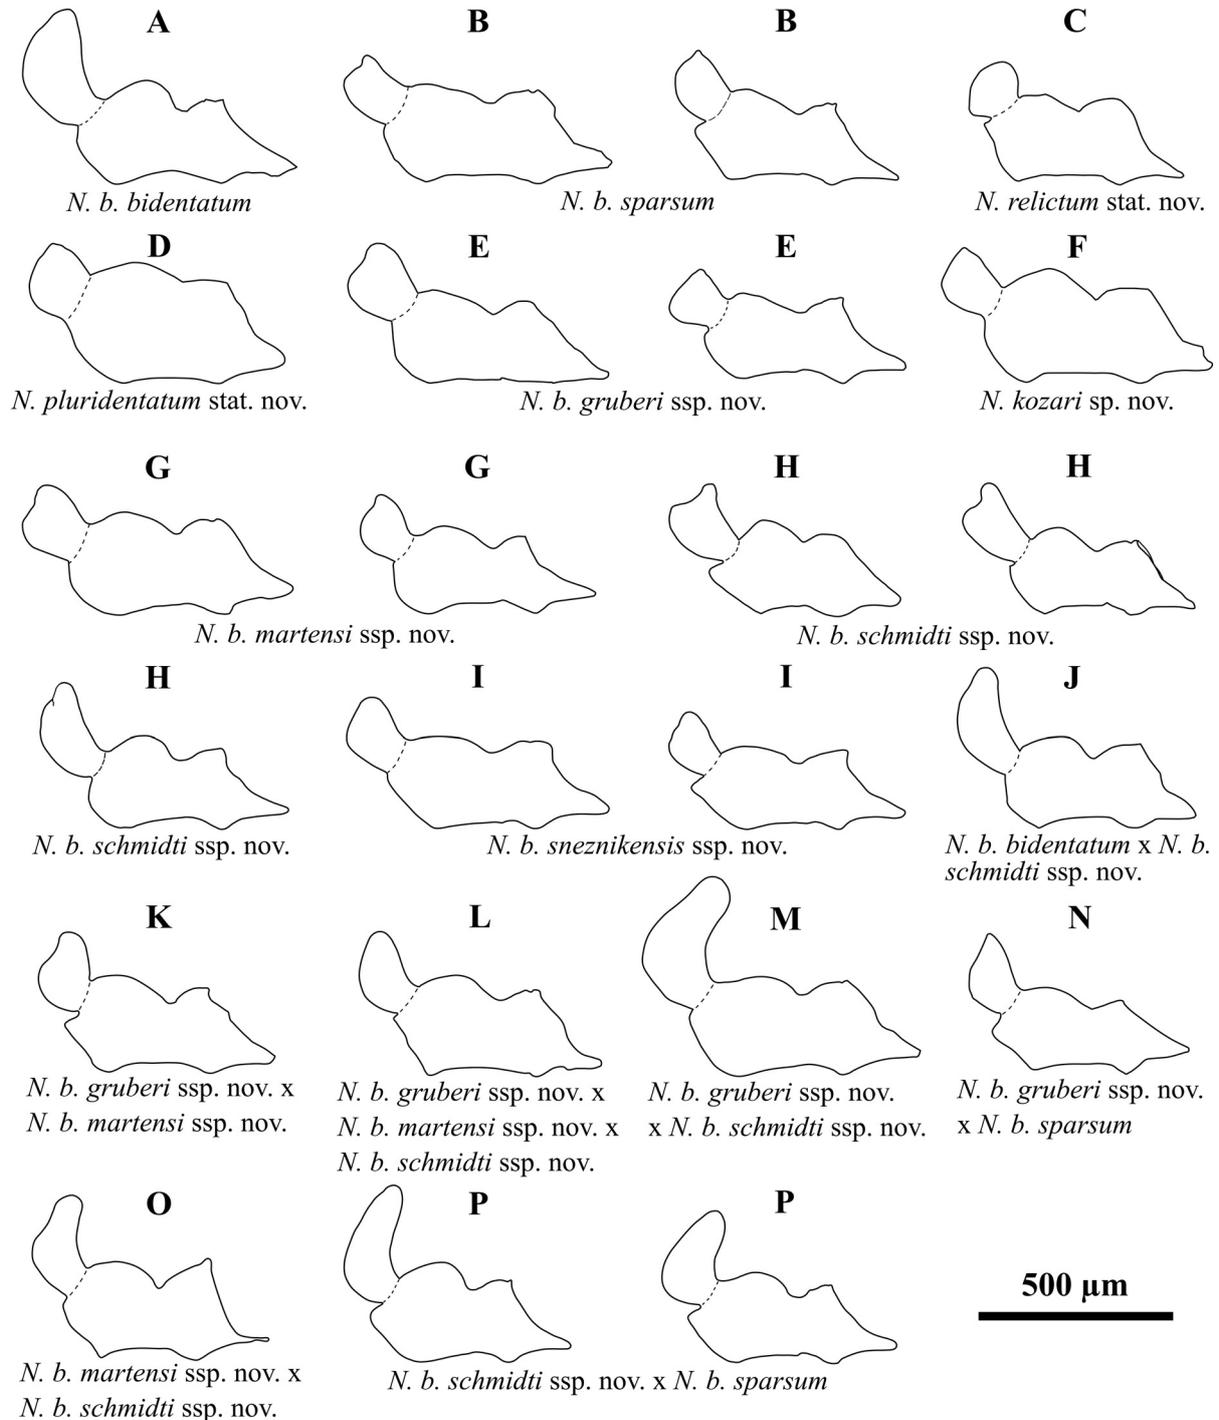 A B B C
N. b. bidentatum N. b. sparsum N. relictum stat. nov.
D E E F
N. pluridentatum stat. nov. N. b. gruberi ssp. nov. N. kozari sp. nov.
G G H H
N. b. martensi ssp. nov. N. b. schmidti ssp. nov.
H I I J
N. b. schmidti ssp. nov. N. b. sneznikensis ssp. nov. N. b. bidentatum x N. b.
schmidti ssp. nov.
K L M N
N. b. gruberi ssp. nov. x
N. b. martensi ssp. nov.
N. b. gruberi ssp. nov. x
N. b. martensi ssp. nov. x
N. b. schmidti ssp. nov.
N. b. gruberi ssp. nov.
x N. b. schmidti ssp. nov.
N. b. gruberi ssp. nov.
x N. b. sparsum
O P P
500 µm
N. b. martensi ssp. nov. x
N. b. schmidti ssp. nov.
N. b. schmidti ssp. nov. x N. b. sparsum